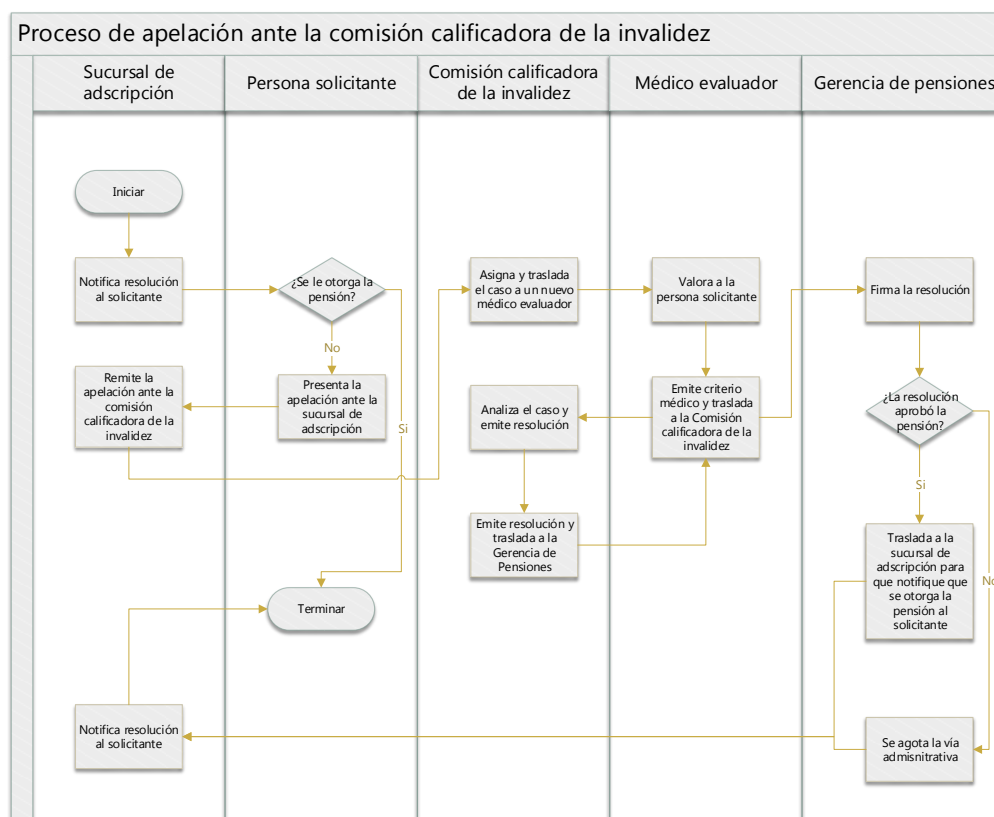 Proceso de apelación ante la comisión calificadora de la invalidez
Sucursal de
adscripción
Persona solicitante
Comisión calificadora
de la invalidez
Médico evaluador
Gerencia de pensiones
Iniciar
Notifica resolución
al solicitante
¿Se le otorga la
pensión?
Asigna y traslada
el caso a un nuevo
médico evaluador
Valora a la
persona solicitante
Firma la resolución
No
Remite la
apelación ante la
comisión
calificadora de la
invalidez
Presenta la
apelación ante la
sucursal de
adscripción
Si
Analiza el caso y
emite resolución
Emite criterio
médico y traslada
a la Comisión
calificadora de la
invalidez
¿La resolución
aprobó la
pensión?
Si
Emite resolución y
traslada a la
Gerencia de
Pensiones
Traslada a la
sucursal de
adscripción para
que notifique que
se otorga la
pensión al
solicitante
No
Terminar
Notifica resolución
al solicitante
Se agota la vía
admisnitrativa